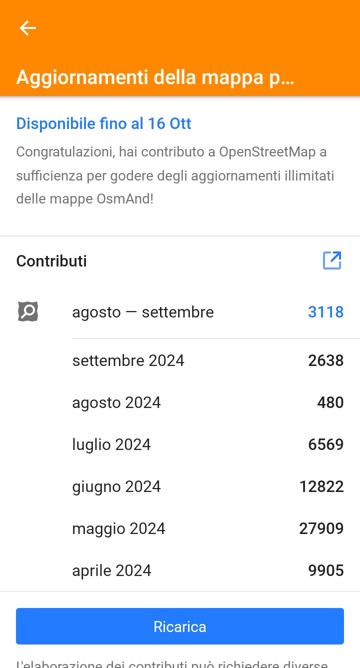 Aggiornamenti della mappa p...
Disponibile fino al 16 Ott
Congratulazioni, hai contributo a OpenStreetMap a
sufficienza per godere degli aggiornamenti illimitati
delle mappe OsmAnd!
Contributi
agosto — settembre 3118
settembre 2024 2638
agosto 2024 480
luglio 2024 6569
giugno 2024 12822
maggio 2024 27909
aprile 2024 9905
Ricarica
L'elaborazione dei contributi può richiedere diverse